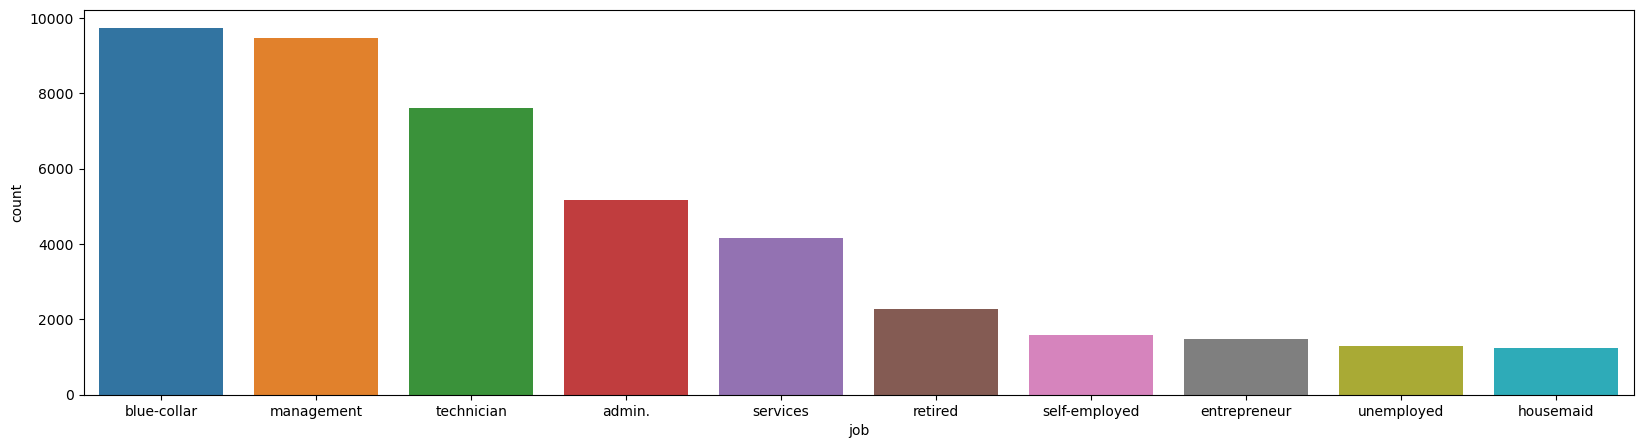 10000
8000
6000
4000
2000
0
count
blue-collar management technician admin. services retired self-employed entrepreneur unemployed housemaid
job